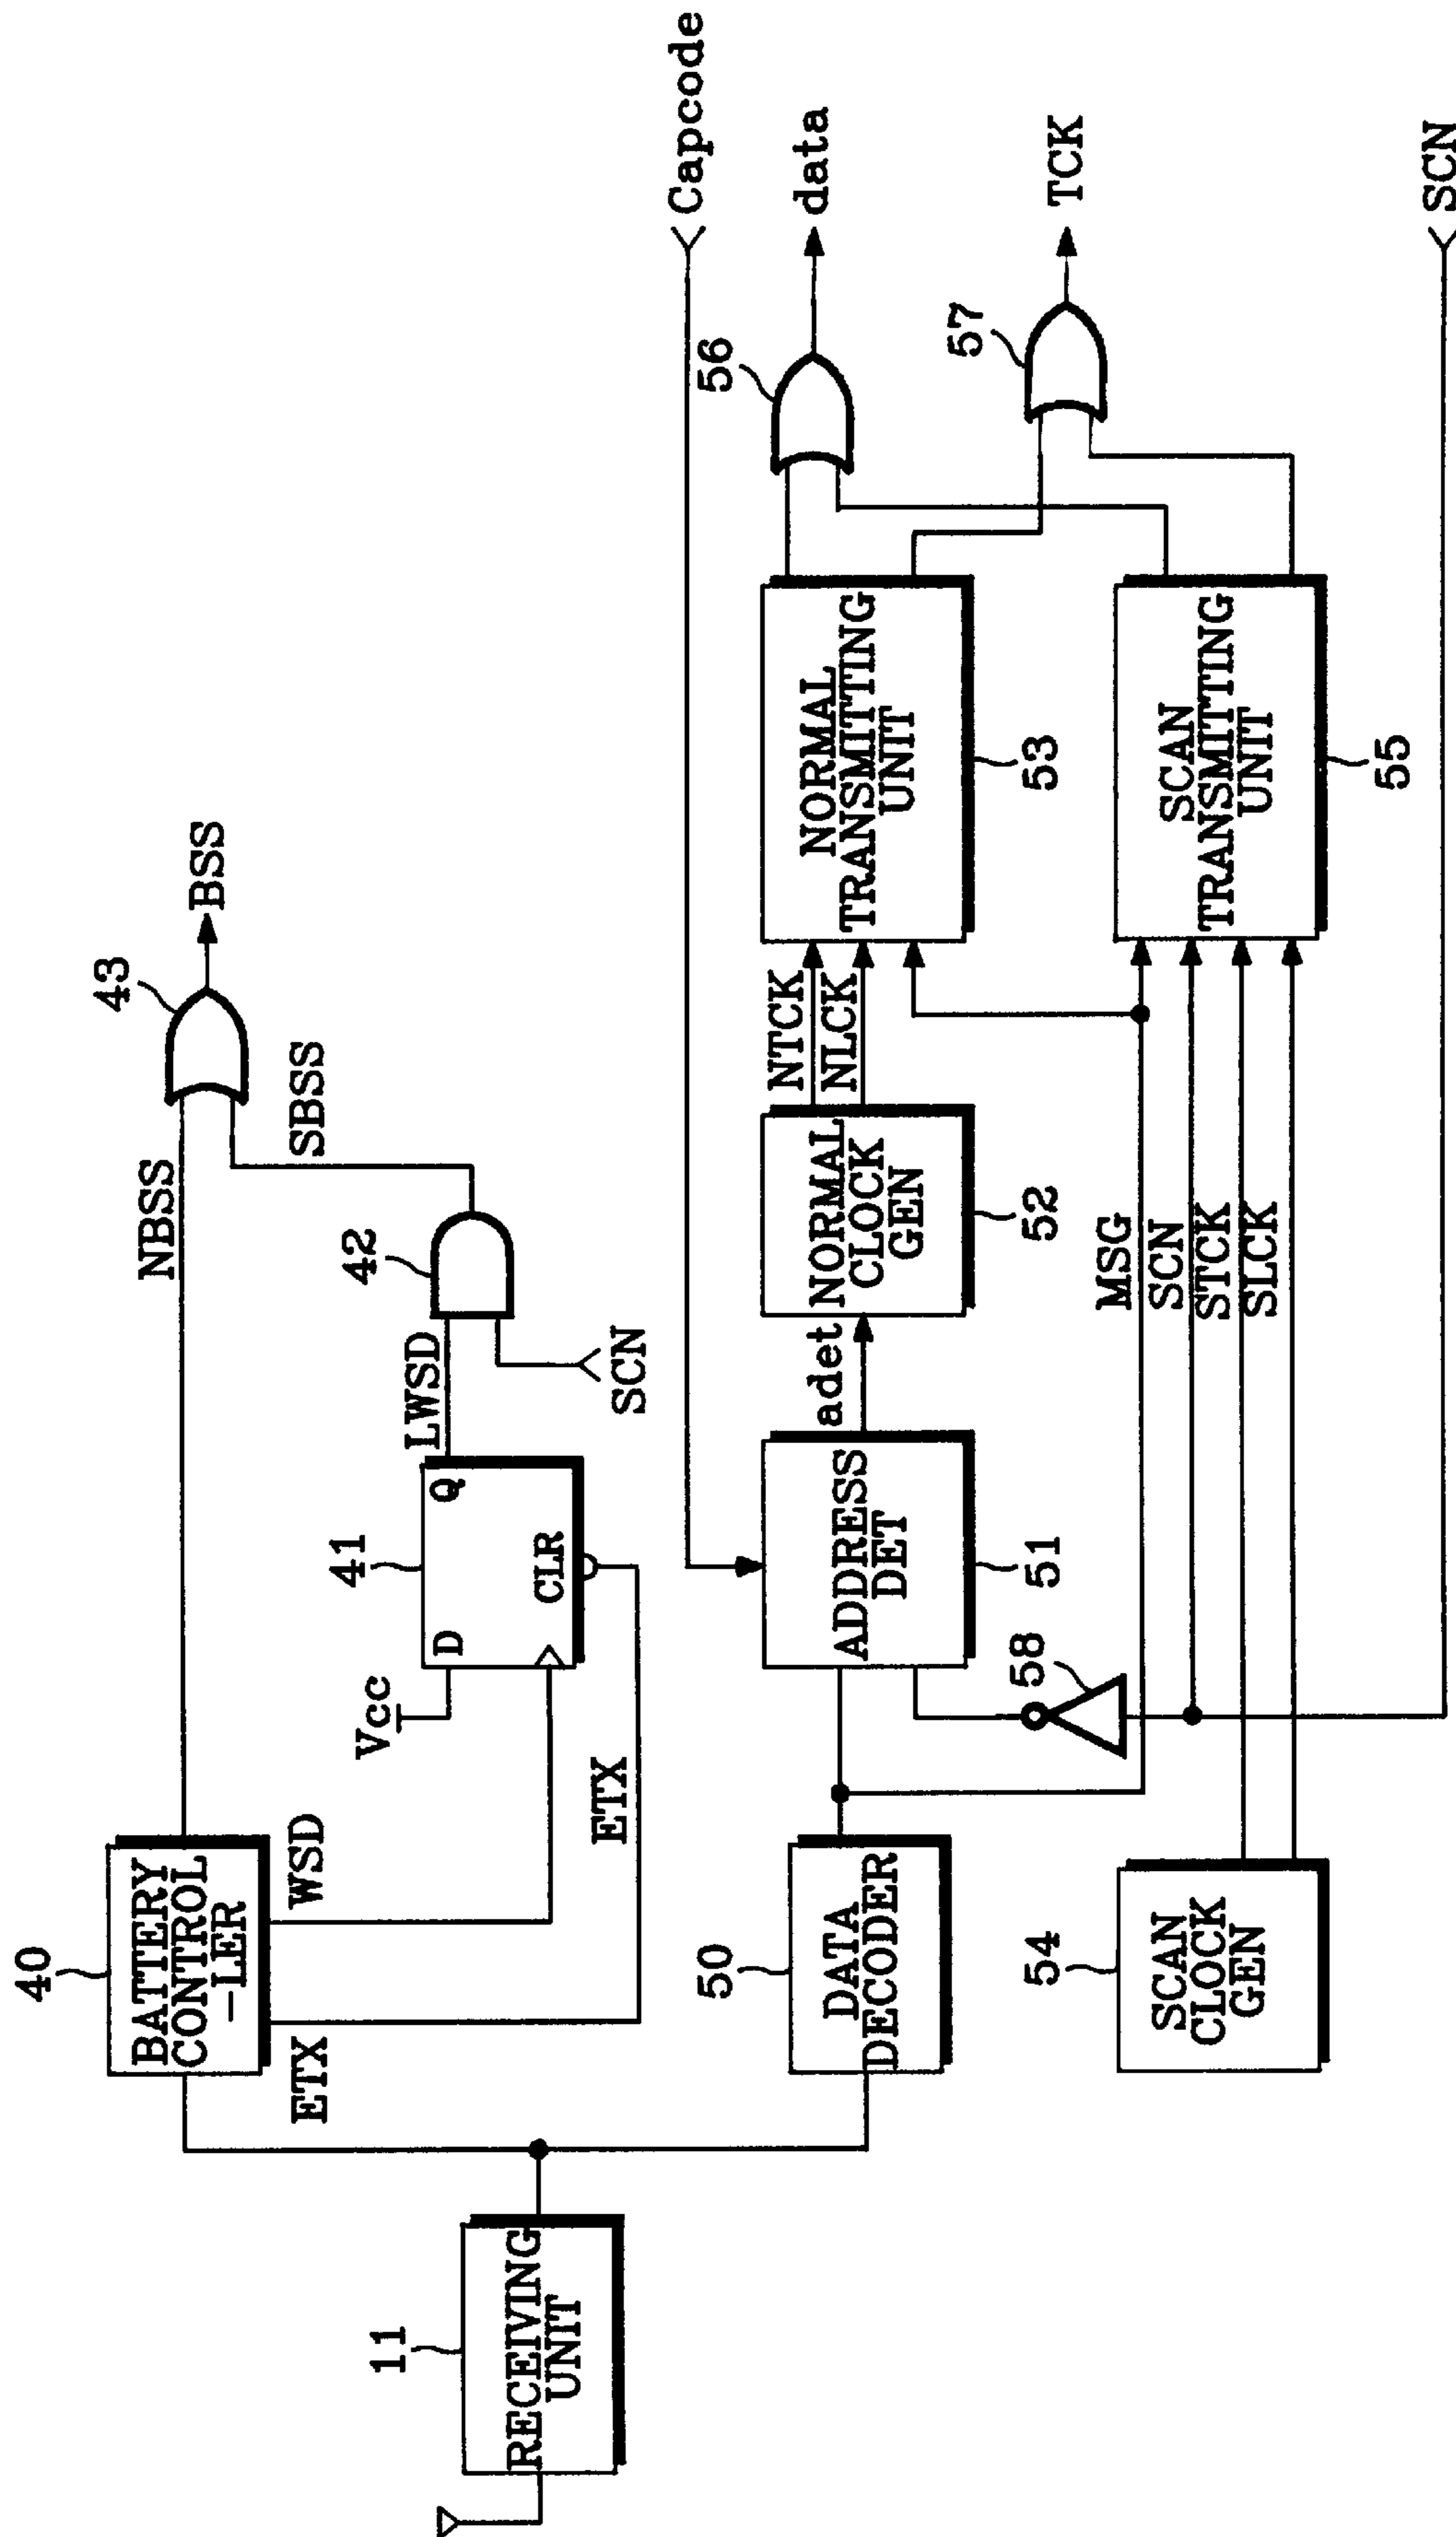 11
RECEIVING
UNIT
40
BATTERY
CONTROL
-LER
ETX
WSD
ETX
Vcc
41
D
Q
CLR
LWSD
SCN
42
NBSS
SBSS
43
BSS
50
DATA
DECODER
54
SCAN
CLOCK
GEN
58
ADDRESS
DET
51
adet
NORMAL
CLOCK
GEN
52
NTCK
NLCK
MSG
SCN
STCK
SLCK
NORMAL
TRANSMITTING
UNIT
53
SCAN
TRANSMITTING
UNIT
55
56
57
Capcode
data
TCK
SCN